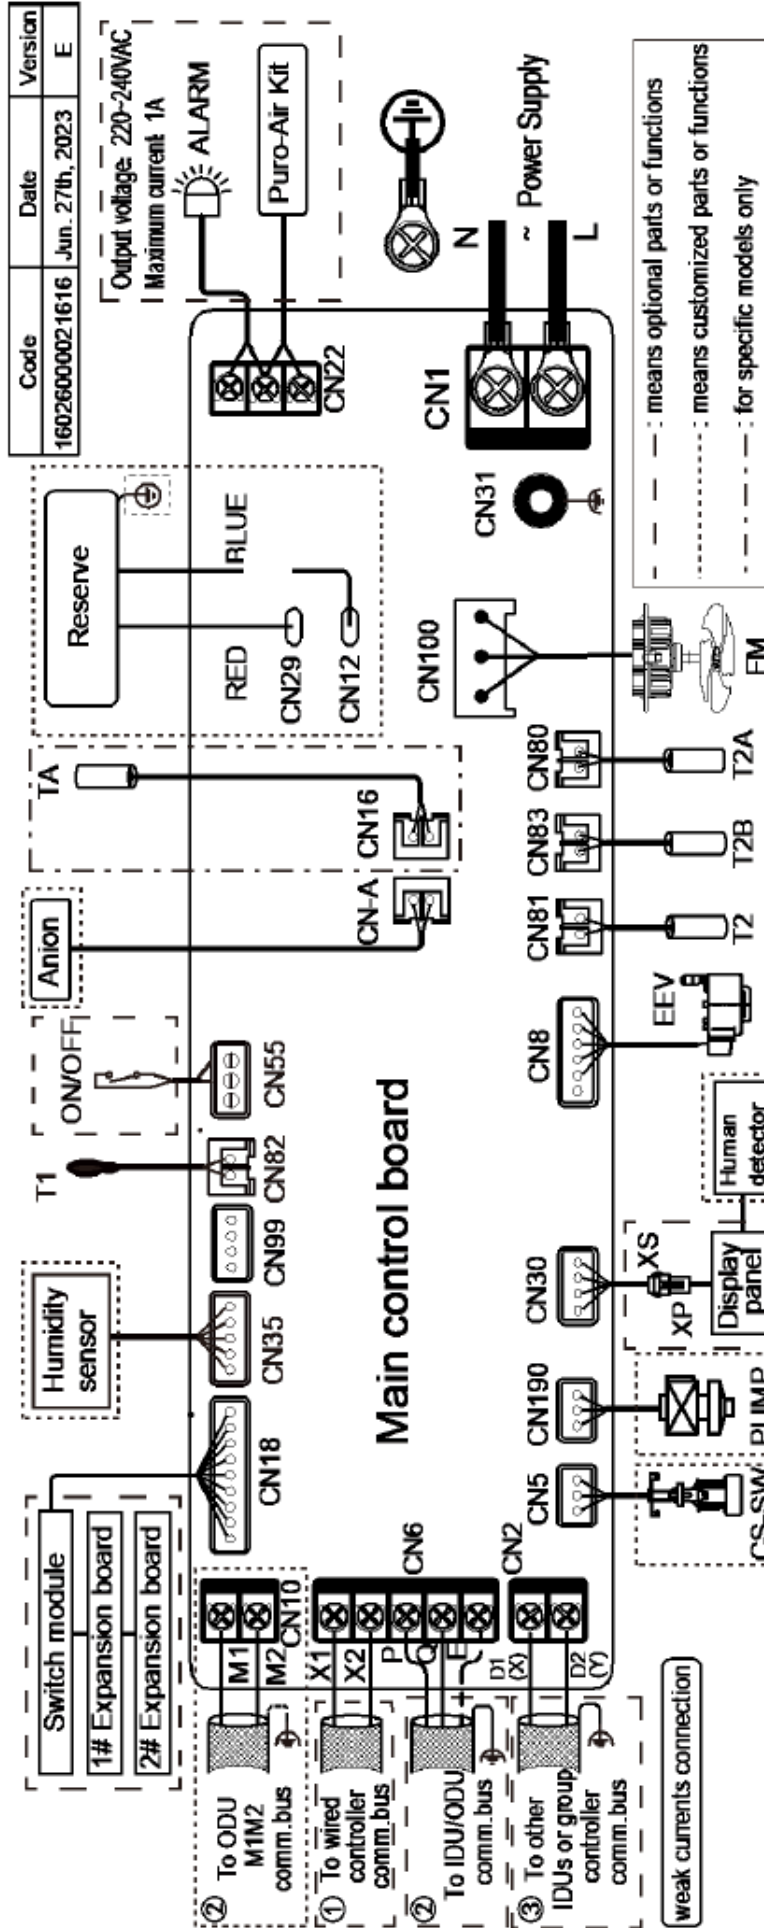 Code
Date
Version
16026000021616
Jun. 27th, 2023
E
Switch module
1# Expansion board
2# Expansion board
Humidity
sensor
T1
ON/OFF
Anion
TA
Reserve
RED
BLUE
CN29
CN12
Output voltage: 220~240VAC
Maximum current: 1A
ALARM
Puro-Air Kit
CN18
CN35
CN99
CN82
CN55
CN-A
CN16
CN22
② To ODU
M1M2
comm.bus
M1
M2
CN10
① To wired
controller
comm.bus
X1
X2
CN6
② To IDU/ODU
comm.bus
P
Q
E
③ To other
IDUs or group
controller
comm.bus
D1
(X)
D2
(Y)
CN2
Main control board
CN100
CN31
CN1
N
~
L
Power Supply
CN5
CN190
CN30
CN8
CN81
CN83
CN80
CS-SW
PUMP
XS
XP
Display
panel
Human
detector
EEV
T2
T2B
T2A
FM
weak currents connection
: means optional parts or functions
: means customized parts or functions
: for specific models only